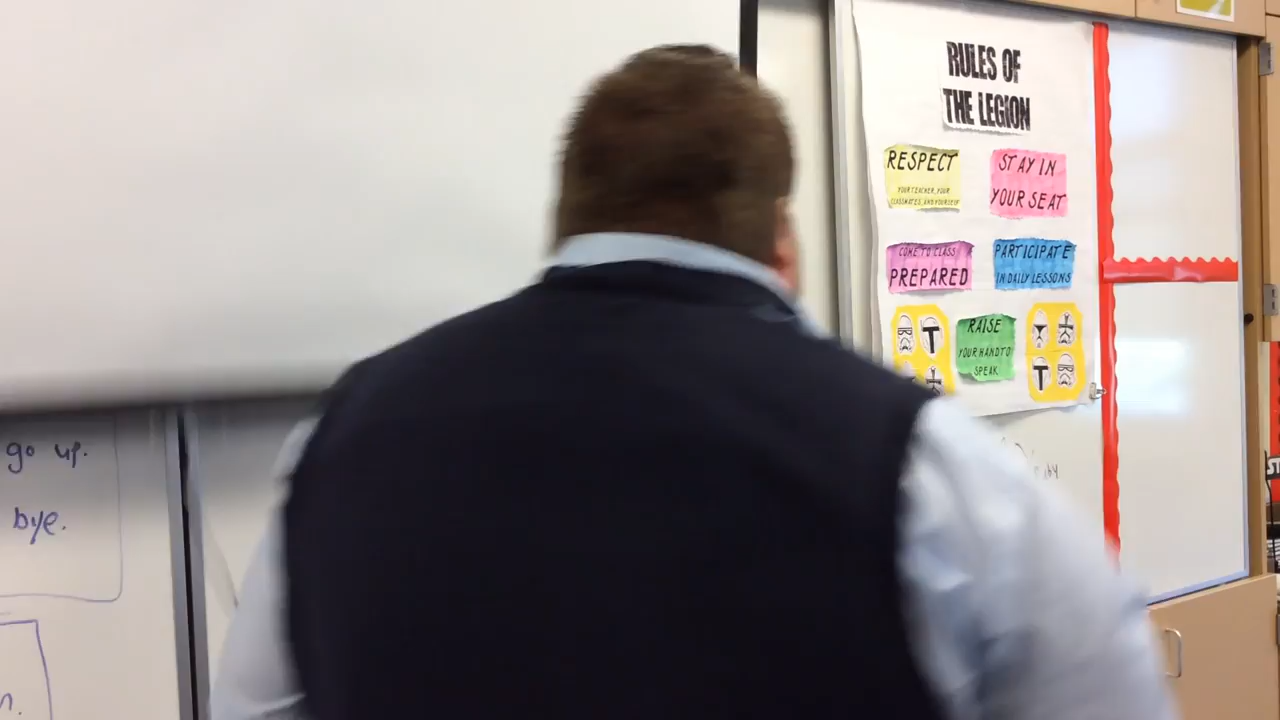 RULES OF
THE LEGION
RESPECT
YOUR TEACHER, YOUR
CLASSMATES, AND YOURSELF
STAY IN
YOUR SEAT
COME TO CLASS
PREPARED
PARTICIPATE
IN DAILY LESSONS
RAISE
YOUR HAND TO
SPEAK
go up.
bye.